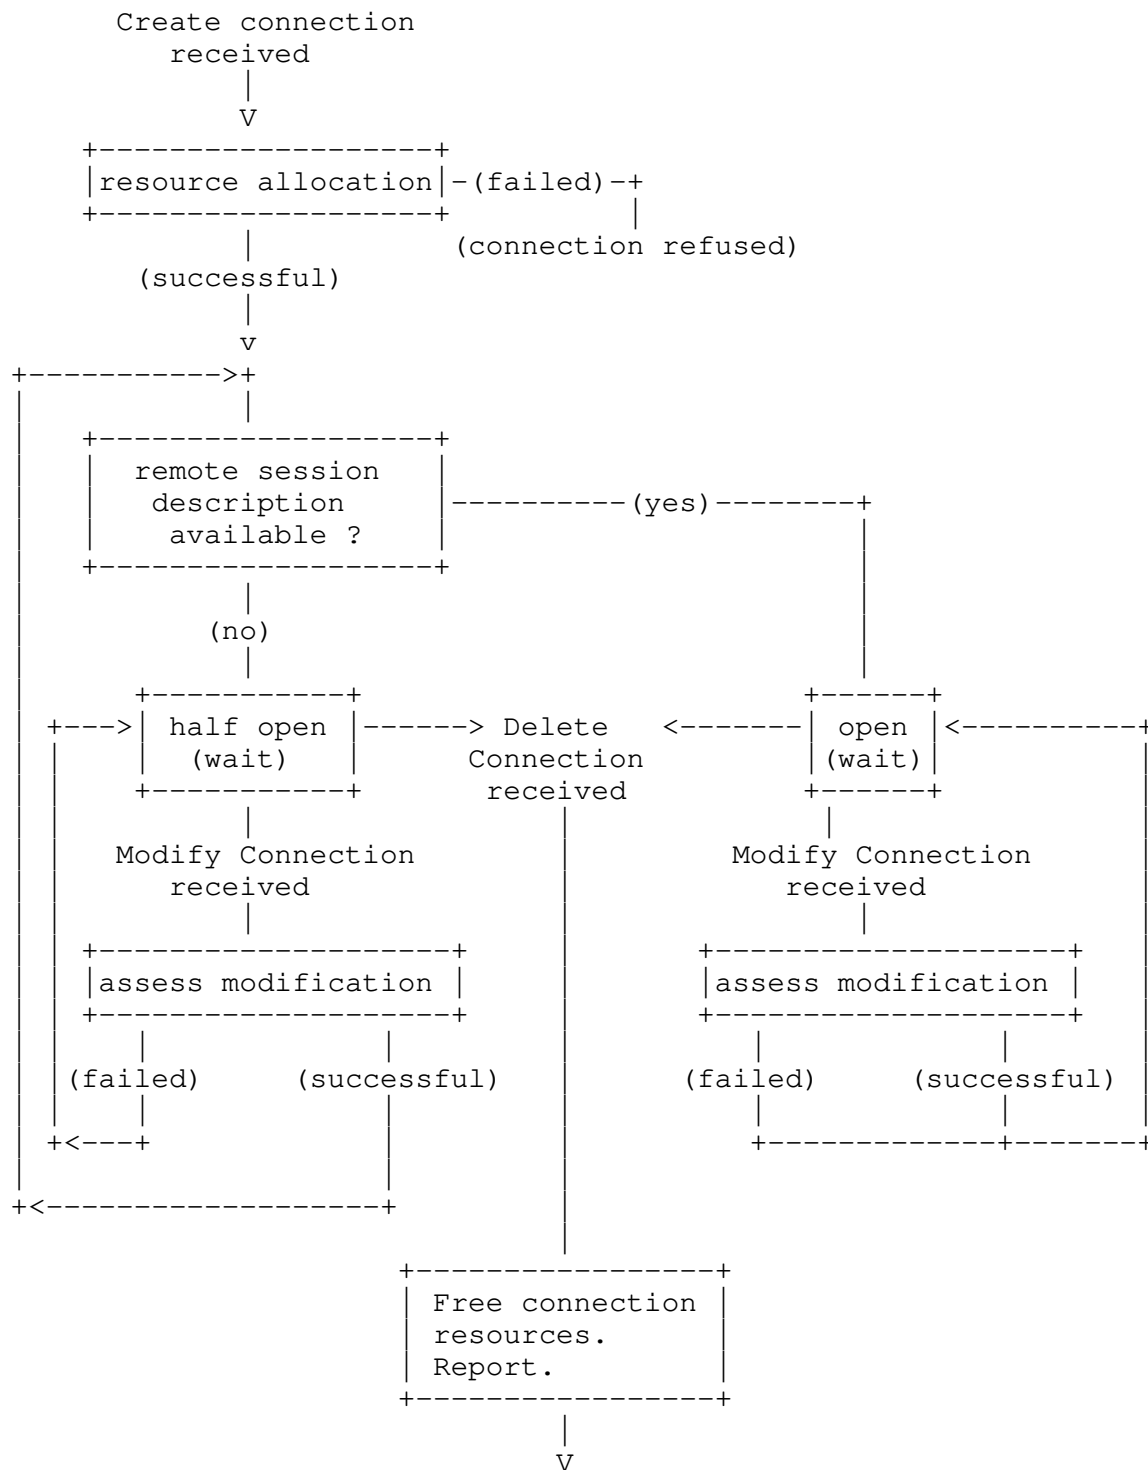 Create connection
received
V
resource allocation -(failed)-+
(connection refused)
(successful)
v
remote session
description (yes)
available ?
(no)
half open Delete open
(wait) Connection (wait)
received
Modify Connection Modify Connection
received received
assess modification assess modification
(failed) (successful) (failed) (successful)
Free connection
resources.
Report.
V